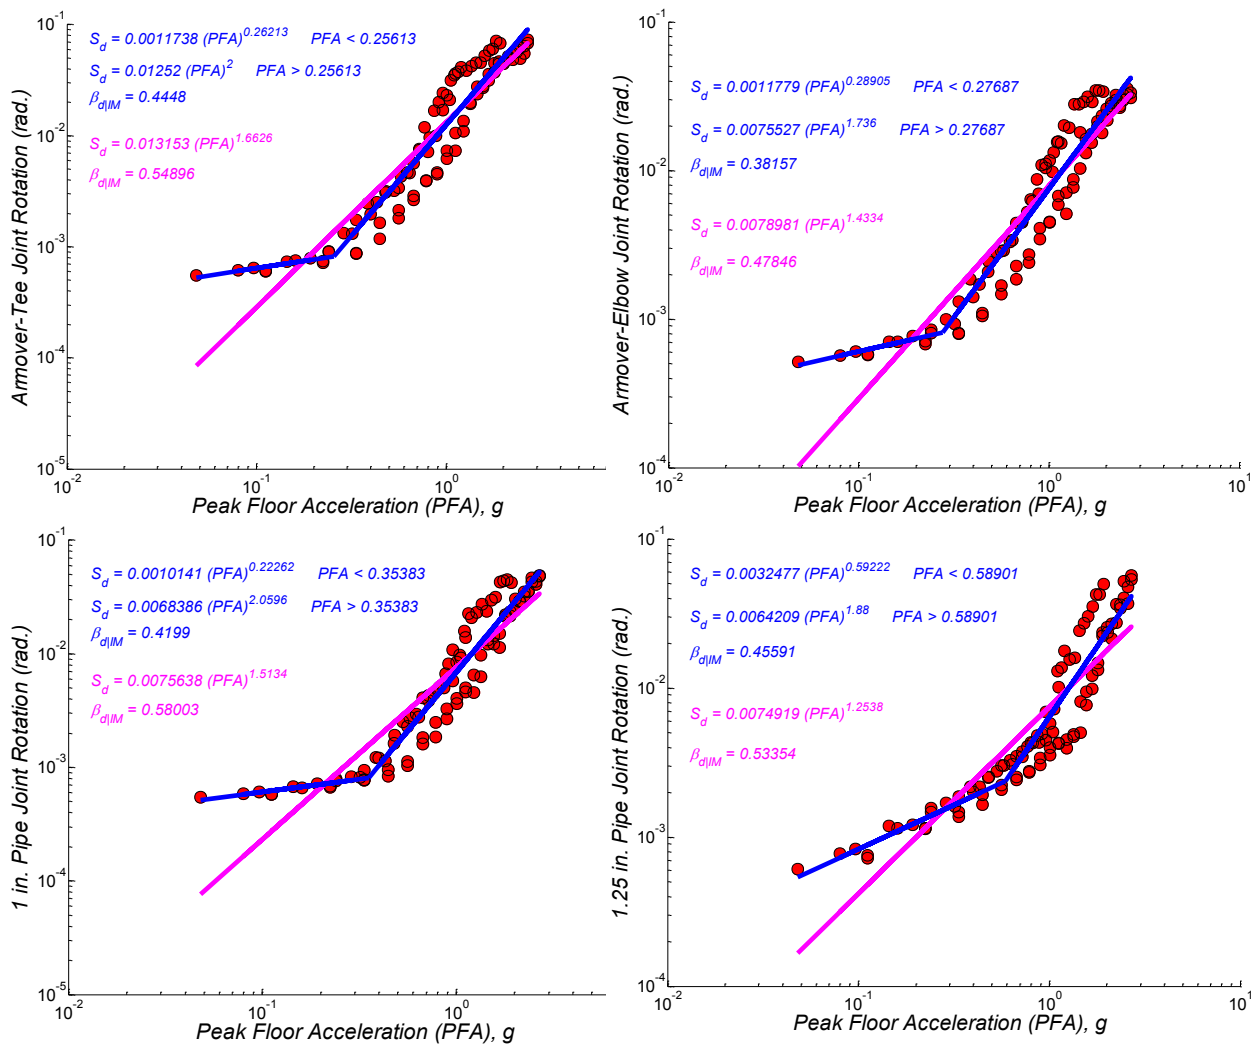 10^-1
10^-2
10^-3
10^-4
10^-5
Armover-Tee Joint Rotation (rad.)
S_d = 0.0011738 (PFA)^0.26213 PFA < 0.25613
S_d = 0.01252 (PFA)^2 PFA > 0.25613
β_d|IM = 0.4448
S_d = 0.013153 (PFA)^1.6626
β_d|IM = 0.54896
10^-2 10^-1 10^0
Peak Floor Acceleration (PFA), g
10^-1
10^-2
10^-3
10^-4
Armover-Elbow Joint Rotation (rad.)
S_d = 0.0011779 (PFA)^0.28905 PFA < 0.27687
S_d = 0.0075527 (PFA)^1.736 PFA > 0.27687
β_d|IM = 0.38157
S_d = 0.0078981 (PFA)^1.4334
β_d|IM = 0.47846
10^-2 10^-1 10^0 10^1
Peak Floor Acceleration (PFA), g
10^-1
10^-2
10^-3
10^-4
10^-5
1 in. Pipe Joint Rotation (rad.)
S_d = 0.0010141 (PFA)^0.22262 PFA < 0.35383
S_d = 0.0068386 (PFA)^2.0596 PFA > 0.35383
β_d|IM = 0.4199
S_d = 0.0075638 (PFA)^1.5134
β_d|IM = 0.58003
10^-2 10^-1 10^0
Peak Floor Acceleration (PFA), g
10^-1
10^-2
10^-3
10^-4
1.25 in. Pipe Joint Rotation (rad.)
S_d = 0.0032477 (PFA)^0.59222 PFA < 0.58901
S_d = 0.0064209 (PFA)^1.88 PFA > 0.58901
β_d|IM = 0.45591
S_d = 0.0074919 (PFA)^1.2538
β_d|IM = 0.53354
10^-2 10^-1 10^0 10^1
Peak Floor Acceleration (PFA), g